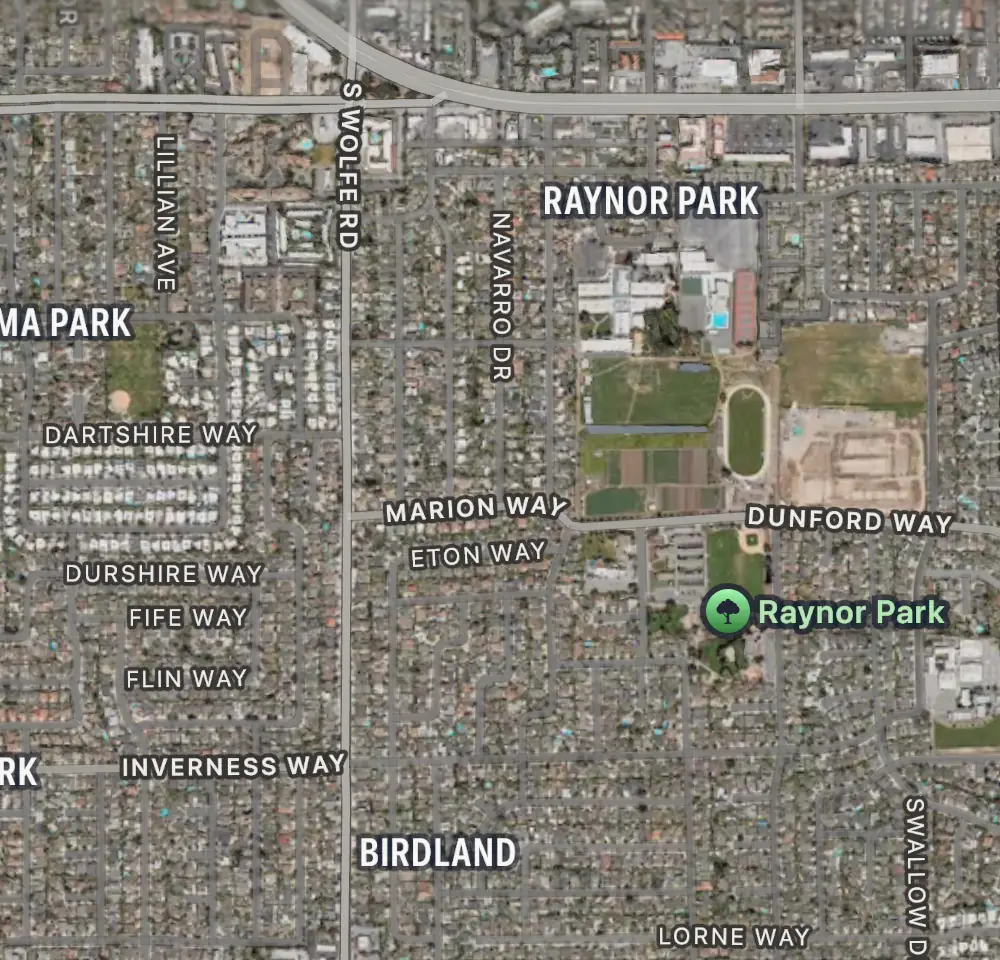 DR
S WOLFE RD
LILLIAN AVE
RAYNOR PARK
NAVARRO DR
MA PARK
DARTSHIRE WAY
MARION WAY
DUNFORD WAY
ETON WAY
DURSHIRE WAY
FIFE WAY
Raynor Park
FLIN WAY
RK
INVERNESS WAY
SWALLOW D
BIRDLAND
LORNE WAY